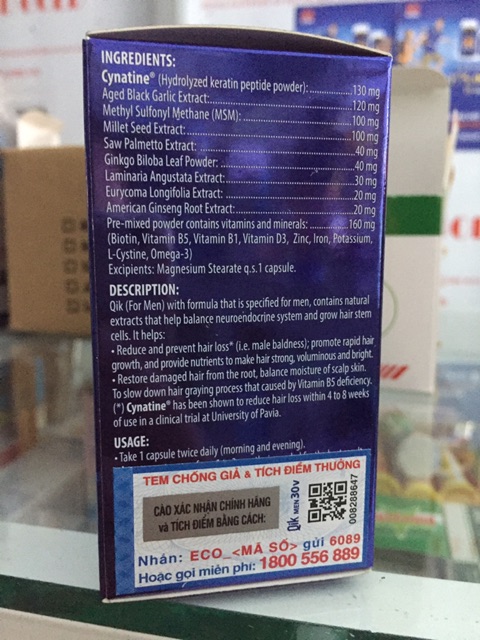 INGREDIENTS:
Cynatine® (Hydrolyzed keratin peptide powder):..............130 mg
Aged Black Garlic Extract:..............120 mg
Methyl Sulfonyl Methane (MSM):..............100 mg
Millet Seed Extract:..............100 mg
Saw Palmetto Extract:..............40 mg
Ginkgo Biloba Leaf Powder:..............40 mg
Laminaria Angustata Extract:..............30 mg
Eurycoma Longifolia Extract:..............20 mg
American Ginseng Root Extract:..............20 mg
Pre-mixed powder contains vitamins and minerals:..............160 mg
(Biotin, Vitamin B5, Vitamin B1, Vitamin D3, Zinc, Iron, Potassium,
L-Cystine, Omega-3)
Excipients: Magnesium Stearate q.s.1 capsule.
DESCRIPTION:
Qik (For Men) with formula that is specified for men, contains natural
extracts that help balance neuroendocrine system and grow hair stem
cells. It helps:
• Reduce and prevent hair loss* (i.e. male baldness); promote rapid hair
growth, and provide nutrients to make hair strong, voluminous and bright.
• Restore damaged hair from the root, balance moisture of scalp skin.
To slow down hair graying process that caused by Vitamin B5 deficiency.
(*) Cynatine® has been shown to reduce hair loss within 4 to 8 weeks
of use in a clinical trial at University of Pavia.
USAGE:
• Take 1 capsule twice daily (morning and evening).
TEM CHỐNG GIẢ & TÍCH ĐIỂM THƯỞNG
CÀO XÁC NHẬN CHÍNH HÃNG
và TÍCH ĐIỂM BẰNG CÁCH:
Qik MEN 30V
008288647
Nhắn: ECO_<MÃ SỐ> gửi 6089
Hoặc gọi miễn phí: 1800 556 889